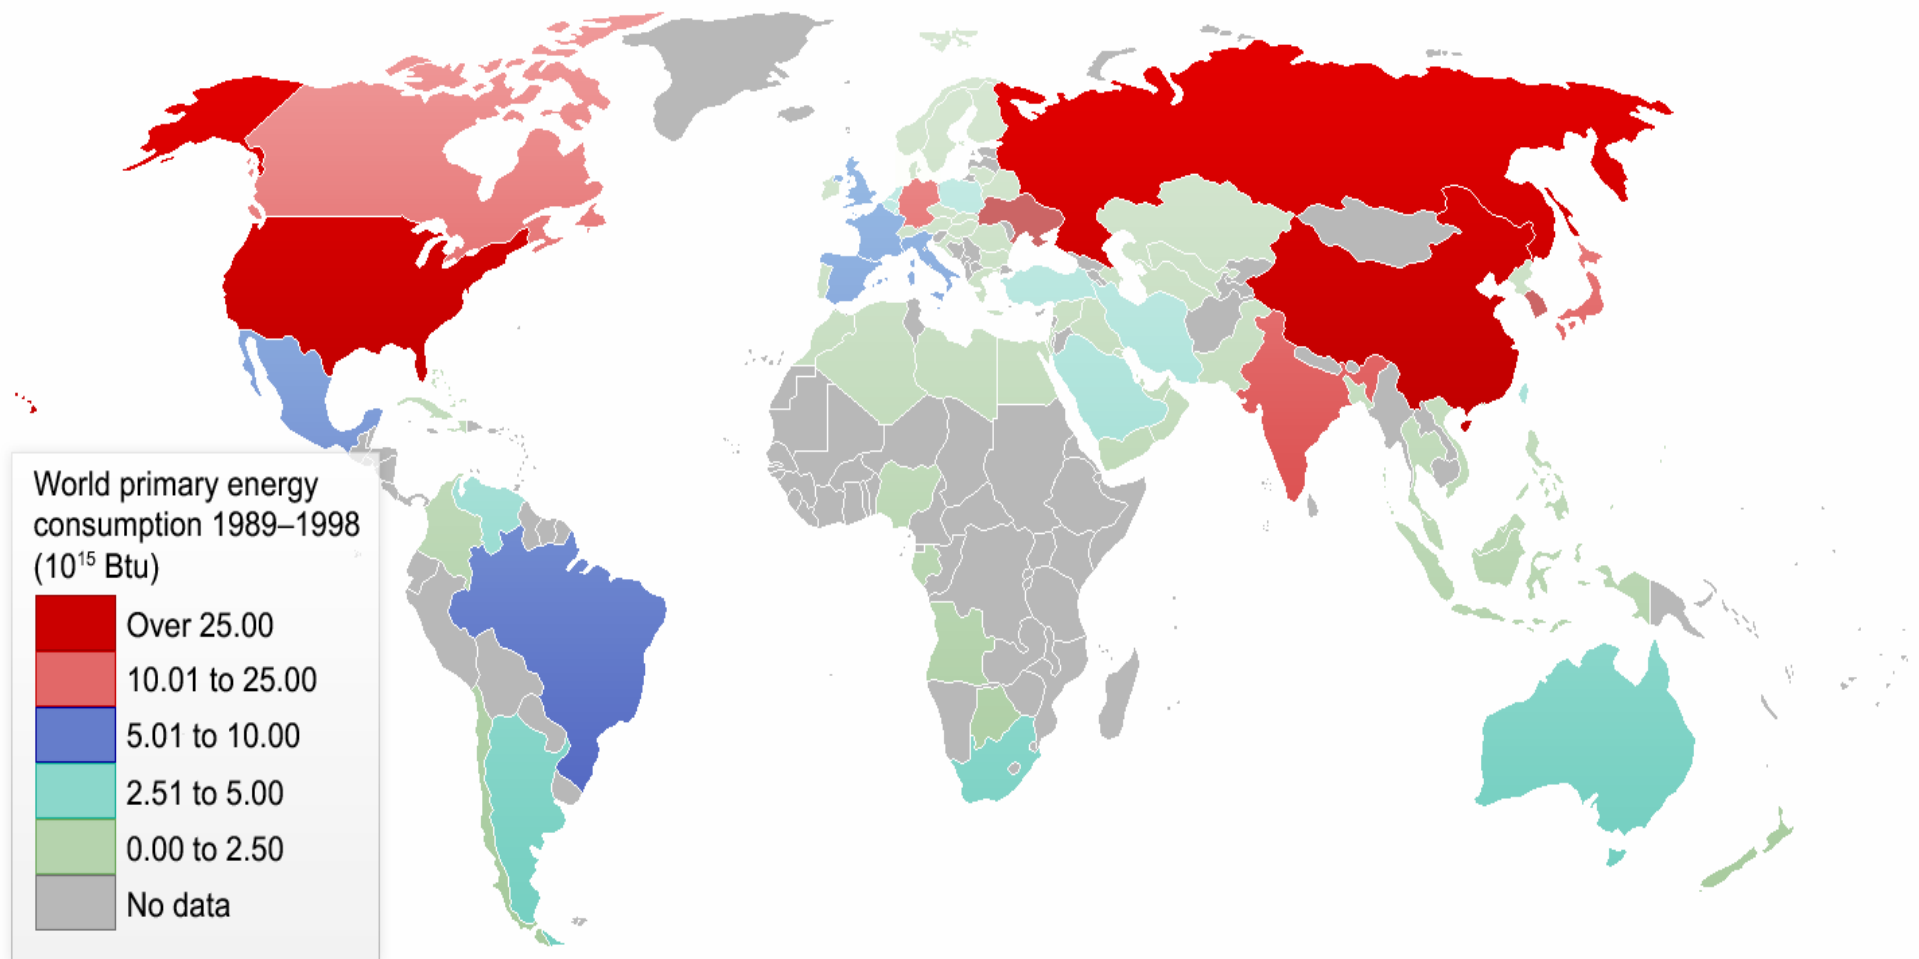 World primary energy
consumption 1989–1998
(10¹⁵ Btu)
Over 25.00
10.01 to 25.00
5.01 to 10.00
2.51 to 5.00
0.00 to 2.50
No data